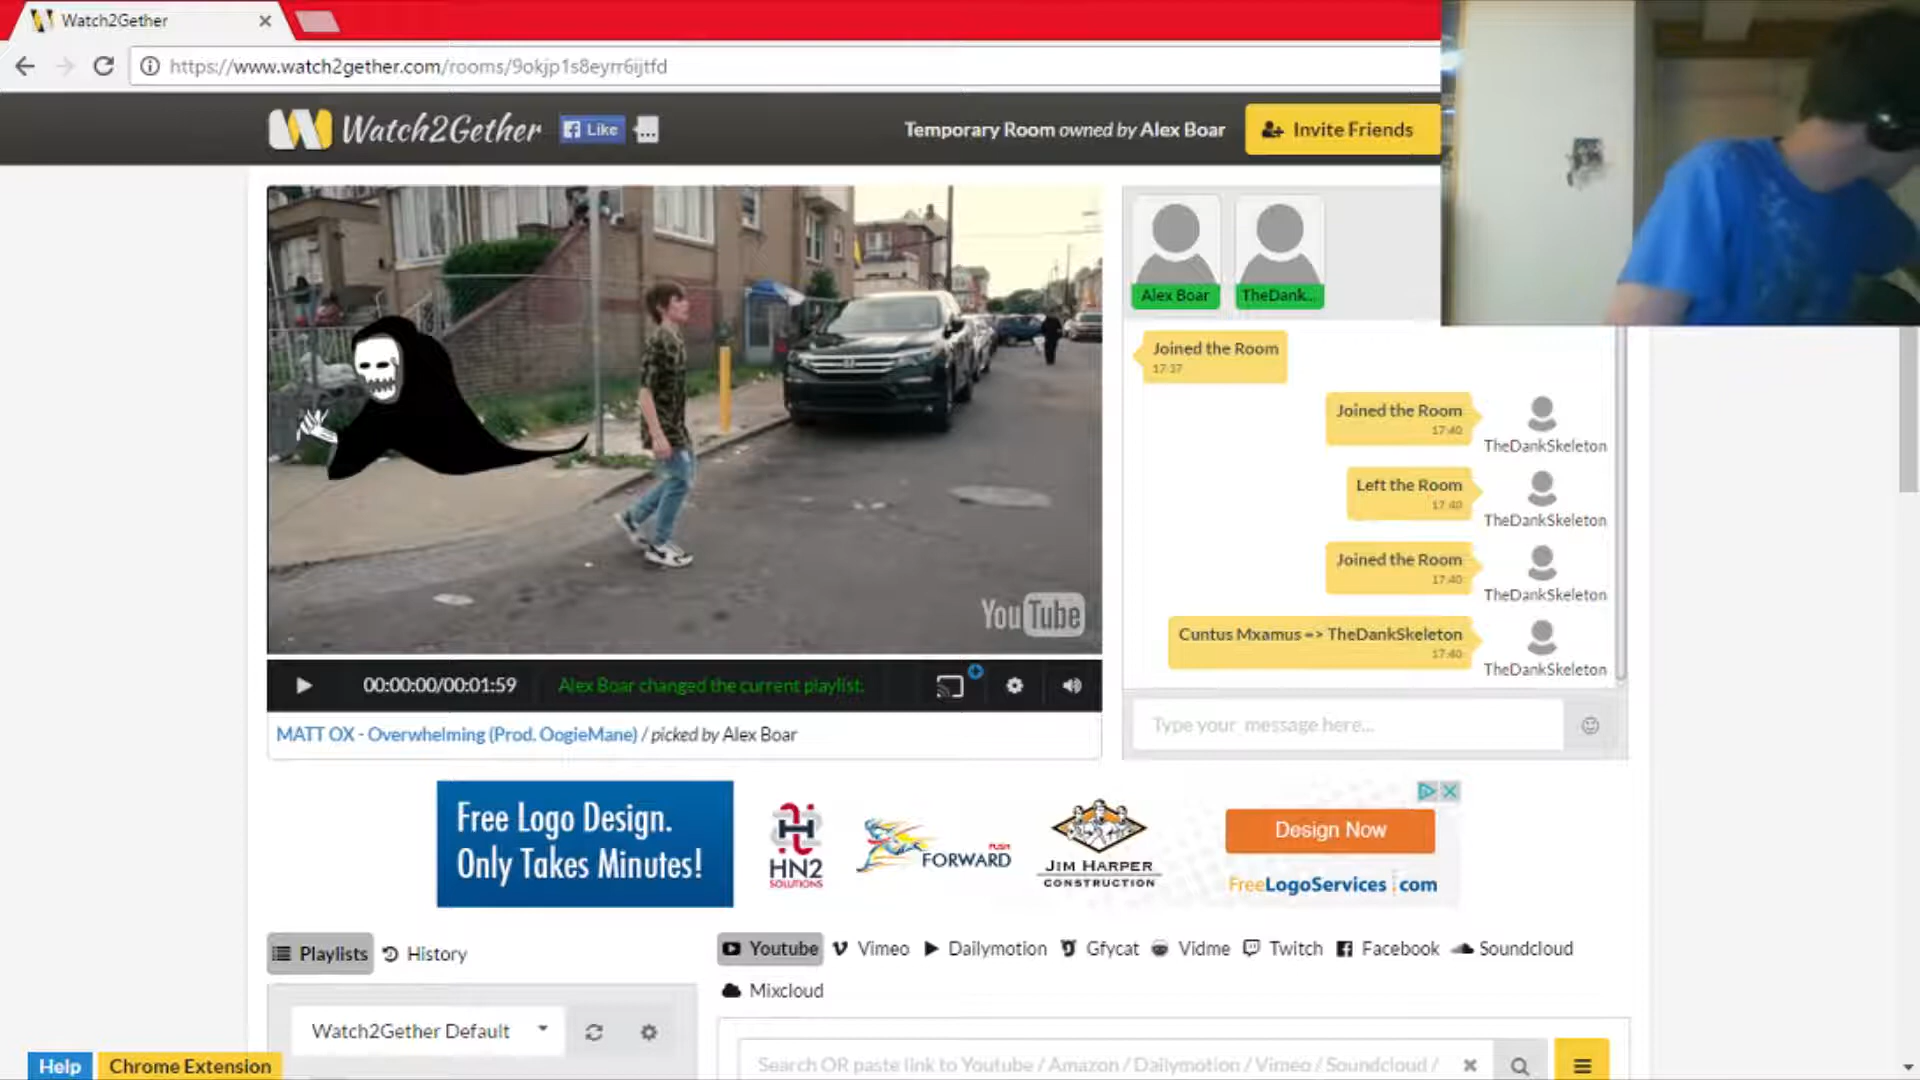 Watch2Gether
https://www.watch2gether.com/rooms/9okjp1s8eyrr6ijtfd
Watch2Gether
Like
...
Temporary Room owned by Alex Boar
Invite Friends
Alex Boar
TheDank...
Joined the Room
17:37
Joined the Room
17:40
TheDankSkeleton
Left the Room
17:40
TheDankSkeleton
Joined the Room
17:40
TheDankSkeleton
Cuntus Mxamus => TheDankSkeleton
17:40
TheDankSkeleton
YouTube
00:00:00/00:01:59
Alex Boar changed the current playlist.
MATT OX - Overwhelming (Prod. OogieMane) / picked by Alex Boar
Type your message here...
Free Logo Design.
Only Takes Minutes!
HN2
SOLUTIONS
PUSH
FORWARD
JIM HARPER
CONSTRUCTION
Design Now
FreeLogoServices.com
Playlists
History
Youtube
Vimeo
Dailymotion
Gfycat
Vidme
Twitch
Facebook
Soundcloud
Mixcloud
Watch2Gether Default
Search OR paste link to Youtube / Amazon / Dailymotion / Vimeo / Soundcloud /
Help
Chrome Extension